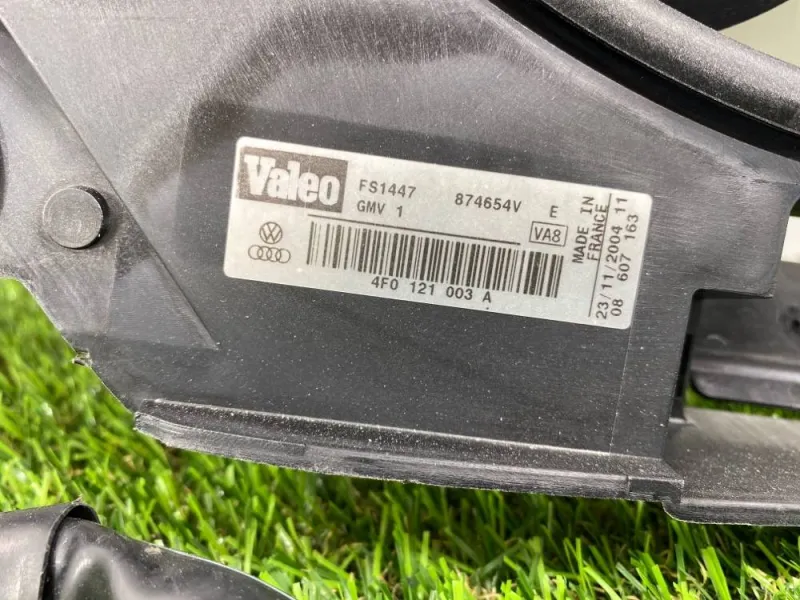 Valeo
FS1447 874654V E
GMV 1 VA8
4F0 121 003 A
MADE IN
FRANCE
23/11/2004 11
08 607 163